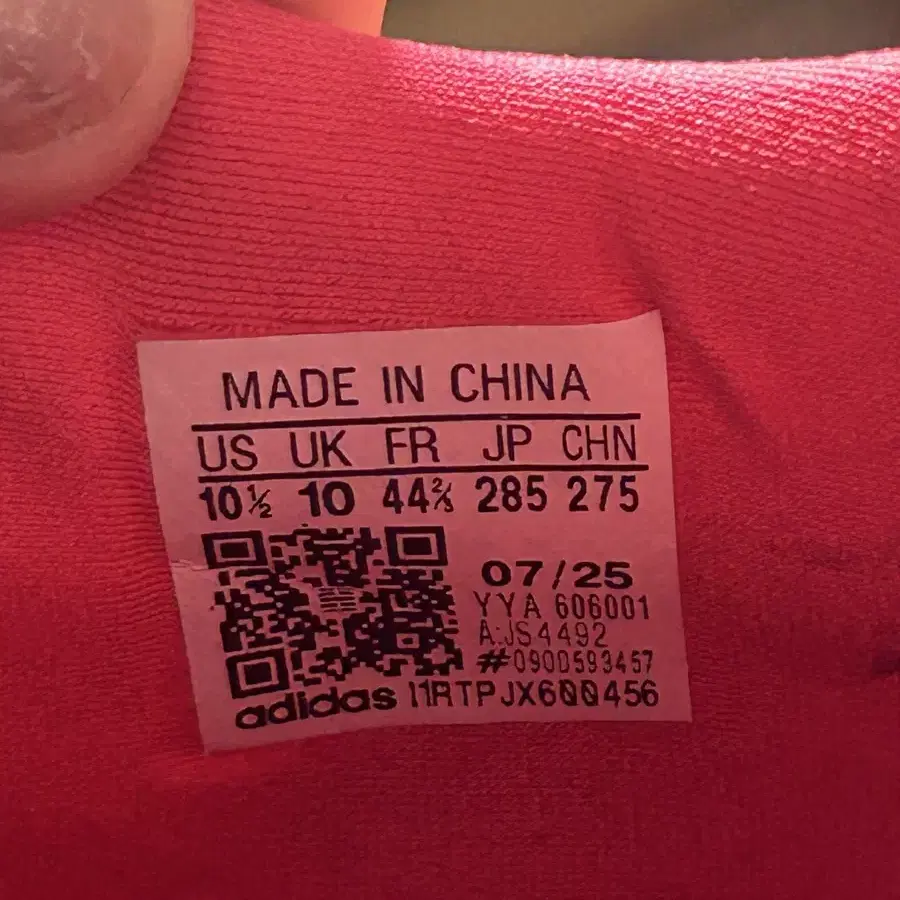 MADE IN CHINA
US UK FR JP CHN
10½ 10 44⅔ 285 275
07/25
YYA 606001
A:JS4492
#0900593457
adidas I1RTPJX600456